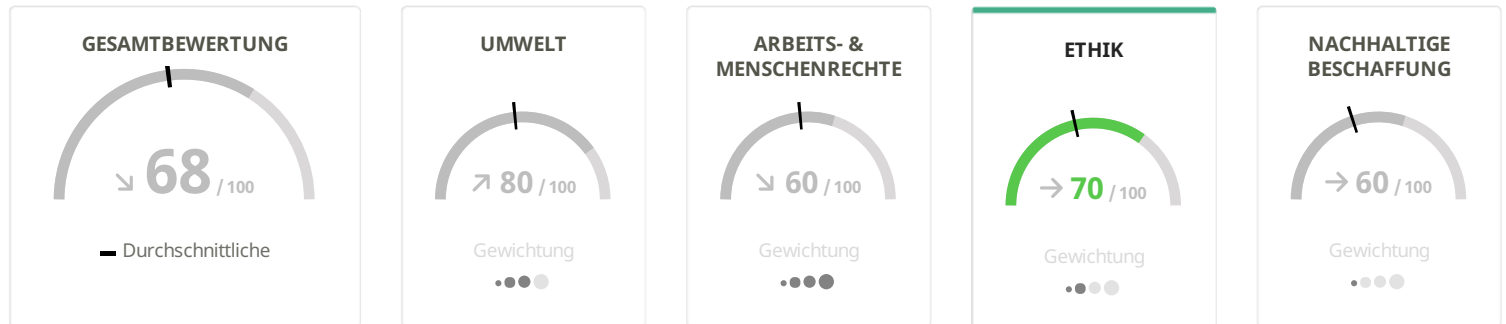 GESAMTBEWERTUNG
68 / 100
Durchschnittliche
UMWELT
80 / 100
Gewichtung
ARBEITS- &
MENSCHENRECHTE
60 / 100
Gewichtung
ETHIK
70 / 100
Gewichtung
NACHHALTIGE
BESCHAFFUNG
60 / 100
Gewichtung